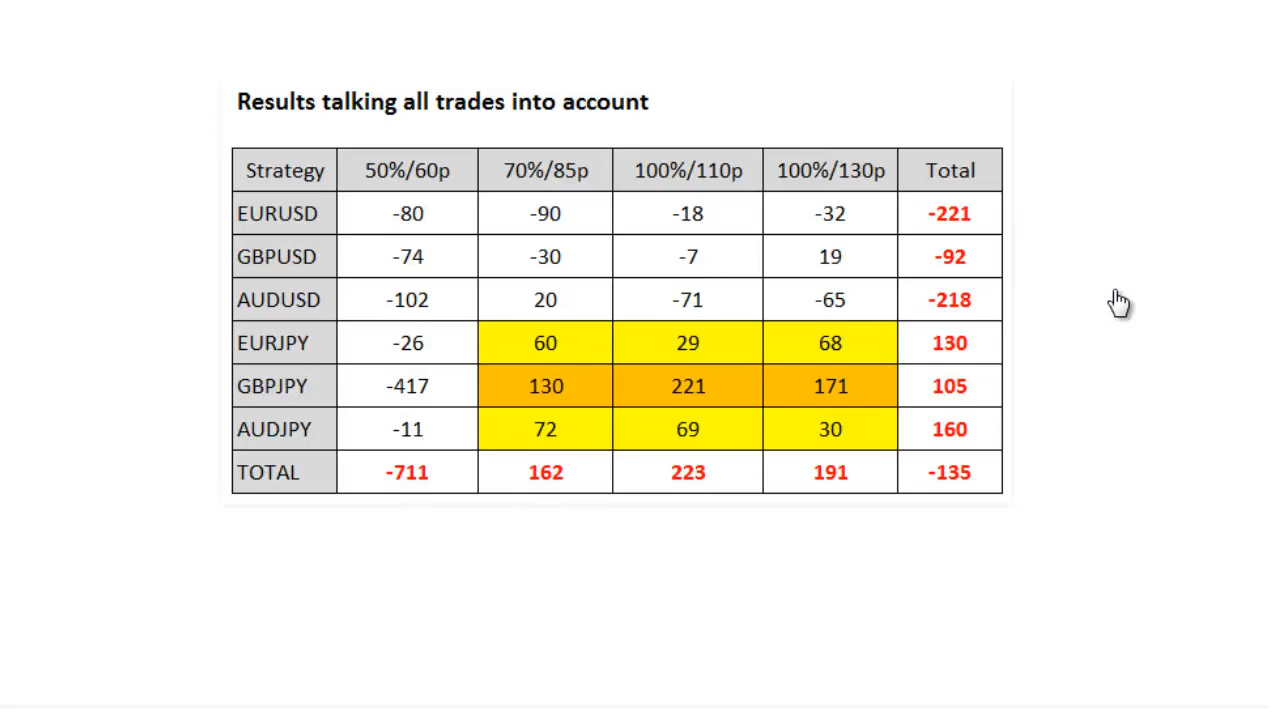 Results talking all trades into account
Strategy 50%/60p 70%/85p 100%/110p 100%/130p Total
EURUSD -80 -90 -18 -32 -221
GBPUSD -74 -30 -7 19 -92
AUDUSD -102 20 -71 -65 -218
EURJPY -26 60 29 68 130
GBPJPY -417 130 221 171 105
AUDJPY -11 72 69 30 160
TOTAL -711 162 223 191 -135